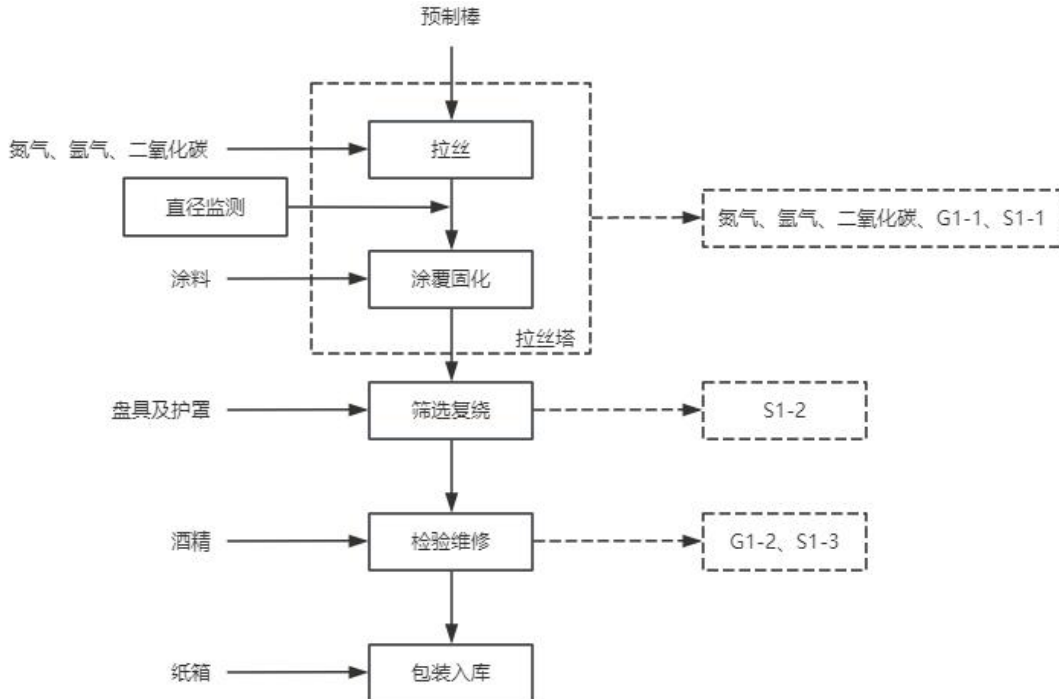 预制棒
氮气、氩气、二氧化碳
拉丝
直径监测
氮气、氩气、二氧化碳、G1-1、S1-1
涂料
涂覆固化
拉丝塔
盘具及护罩
筛选复绕
S1-2
酒精
检验维修
G1-2、S1-3
纸箱
包装入库